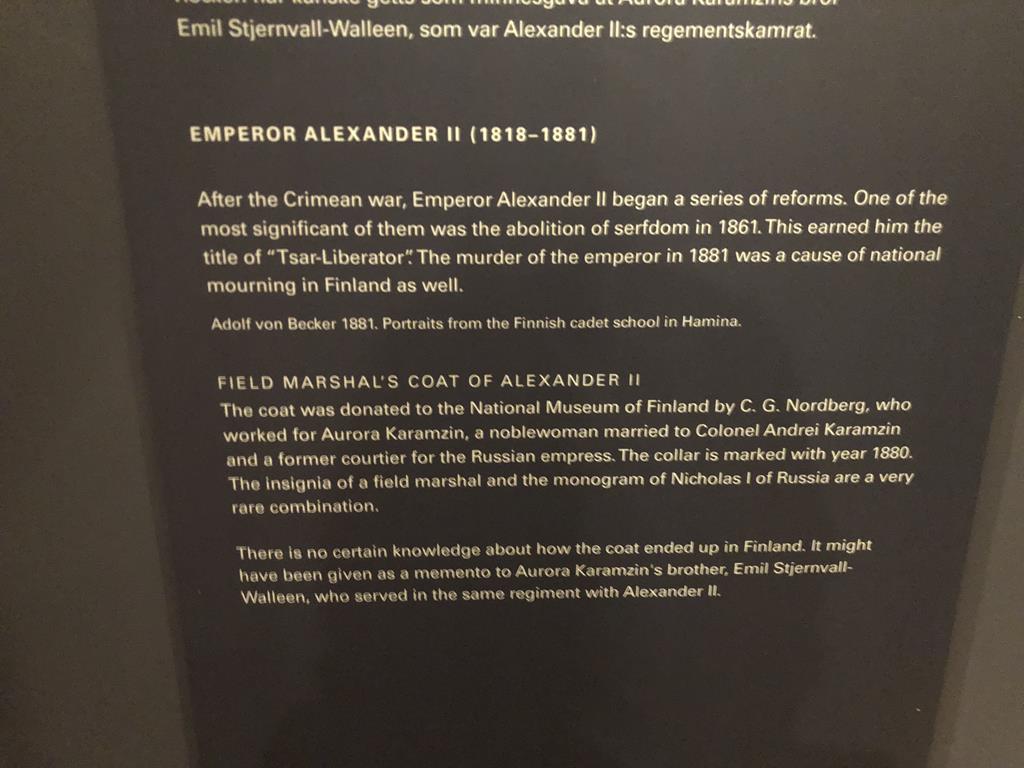 Emil Stjernvall-Walleen, som var Alexander II:s regementskamrat.
EMPEROR ALEXANDER II (1818–1881)
After the Crimean war, Emperor Alexander II began a series of reforms. One of the
most significant of them was the abolition of serfdom in 1861. This earned him the
title of “Tsar-Liberator”. The murder of the emperor in 1881 was a cause of national
mourning in Finland as well.
Adolf von Becker 1881. Portraits from the Finnish cadet school in Hamina.
FIELD MARSHAL'S COAT OF ALEXANDER II
The coat was donated to the National Museum of Finland by C. G. Nordberg, who
worked for Aurora Karamzin, a noblewoman married to Colonel Andrei Karamzin
and a former courtier for the Russian empress. The collar is marked with year 1880.
The insignia of a field marshal and the monogram of Nicholas I of Russia are a very
rare combination.
There is no certain knowledge about how the coat ended up in Finland. It might
have been given as a memento to Aurora Karamzin's brother, Emil Stjernvall-
Walleen, who served in the same regiment with Alexander II.